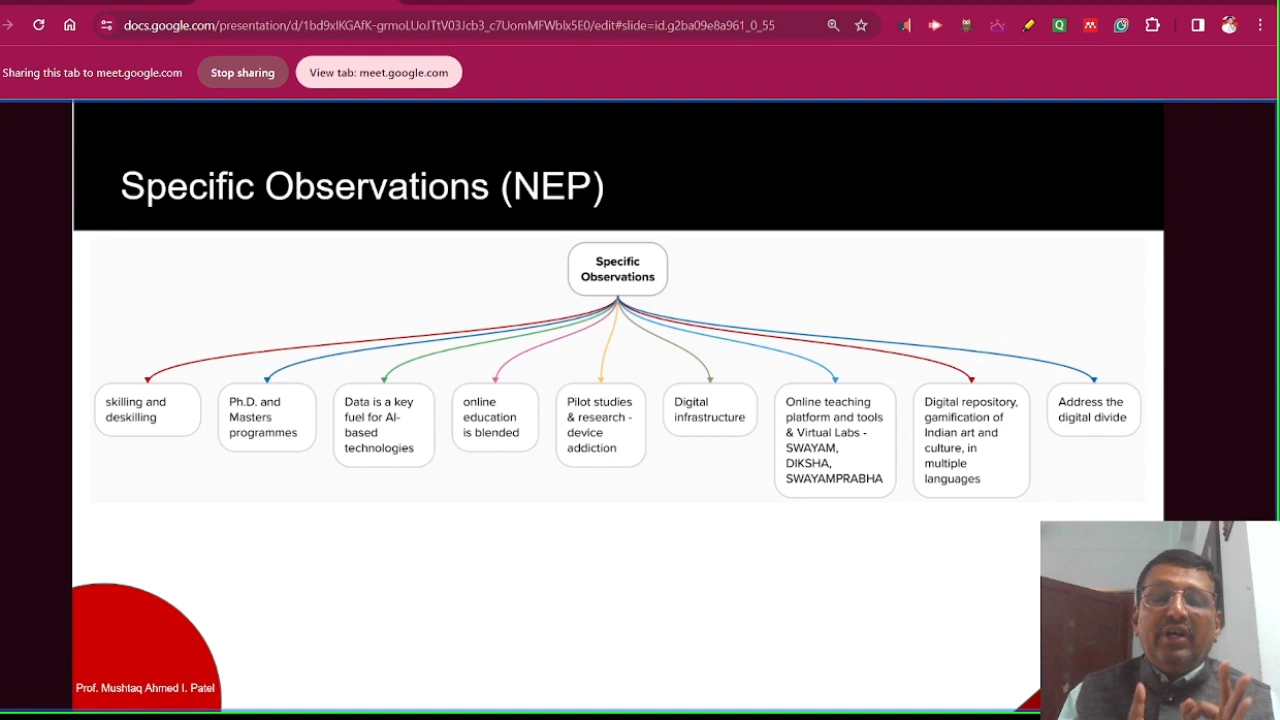 docs.google.com/presentation/d/1bd9xIKGAfK-grmoLUoJTtV03Jcb3_c7UomMFWblx5E0/edit#slide=id.g2ba09e8a961_0_55
Sharing this tab to meet.google.com
Stop sharing
View tab: meet.google.com
Specific Observations (NEP)
Specific
Observations
skilling and
deskilling
Ph.D. and
Masters
programmes
Data is a key
fuel for AI-
based
technologies
online
education
is blended
Pilot studies
& research -
device
addiction
Digital
infrastructure
Online teaching
platform and tools
& Virtual Labs -
SWAYAM,
DIKSHA,
SWAYAMPRABHA
Digital repository,
gamification of
Indian art and
culture, in
multiple
languages
Address the
digital divide
Prof. Mushtaq Ahmed I. Patel